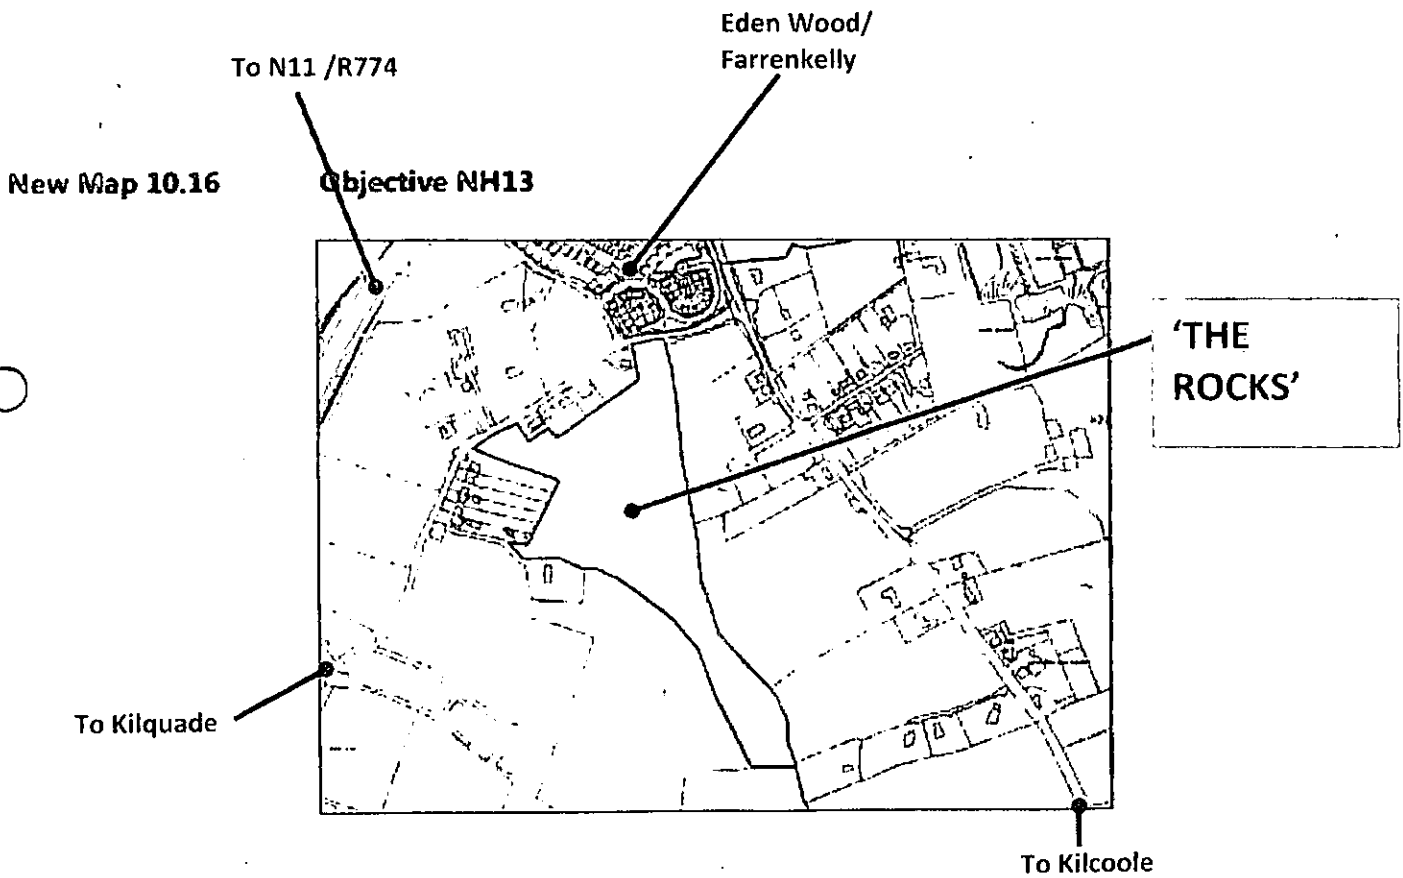 Eden Wood/
Farrenkelly
To N11 /R774
New Map 10.16 Objective NH13
'THE
ROCKS'
To Kilquade
To Kilcoole